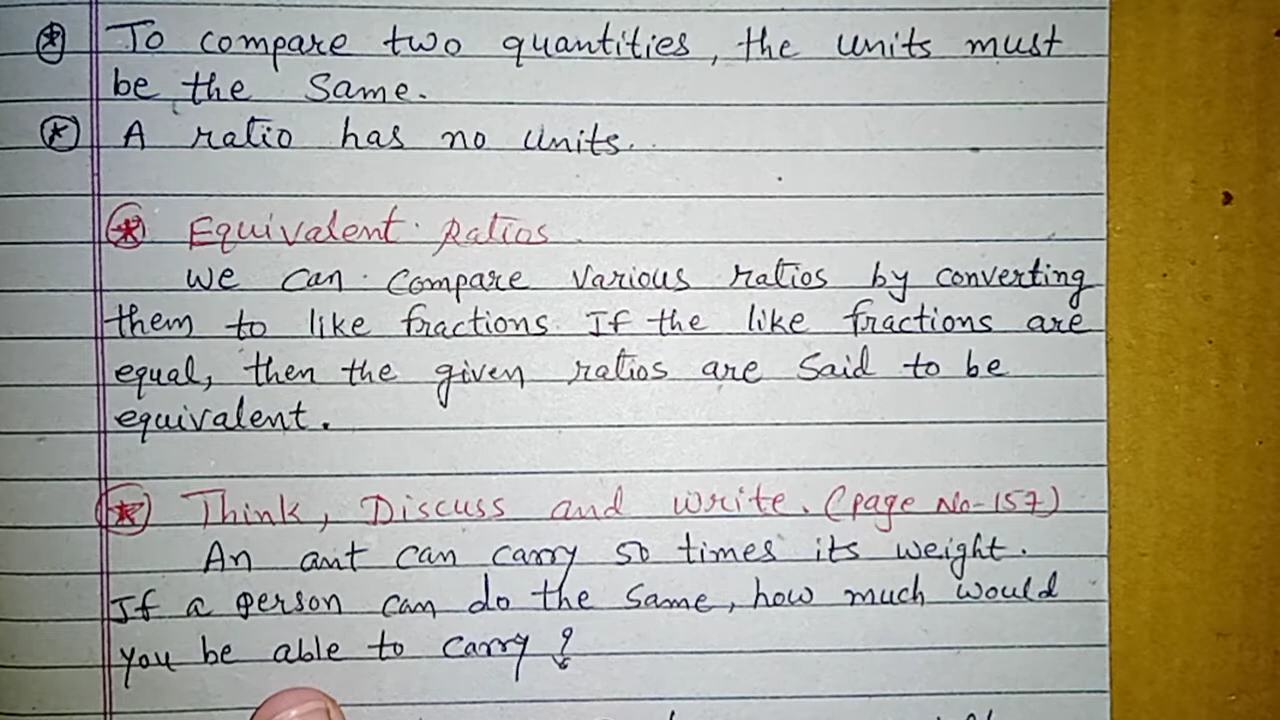 To compare two quantities, the units must
be the same.
A ratio has no units.
Equivalent Ratios
We can compare various ratios by converting
them to like fractions. If the like fractions are
equal, then the given ratios are said to be
equivalent.
Think, Discuss and write. (page No-157)
An ant can carry 50 times its weight.
If a person can do the same, how much would
you be able to carry?